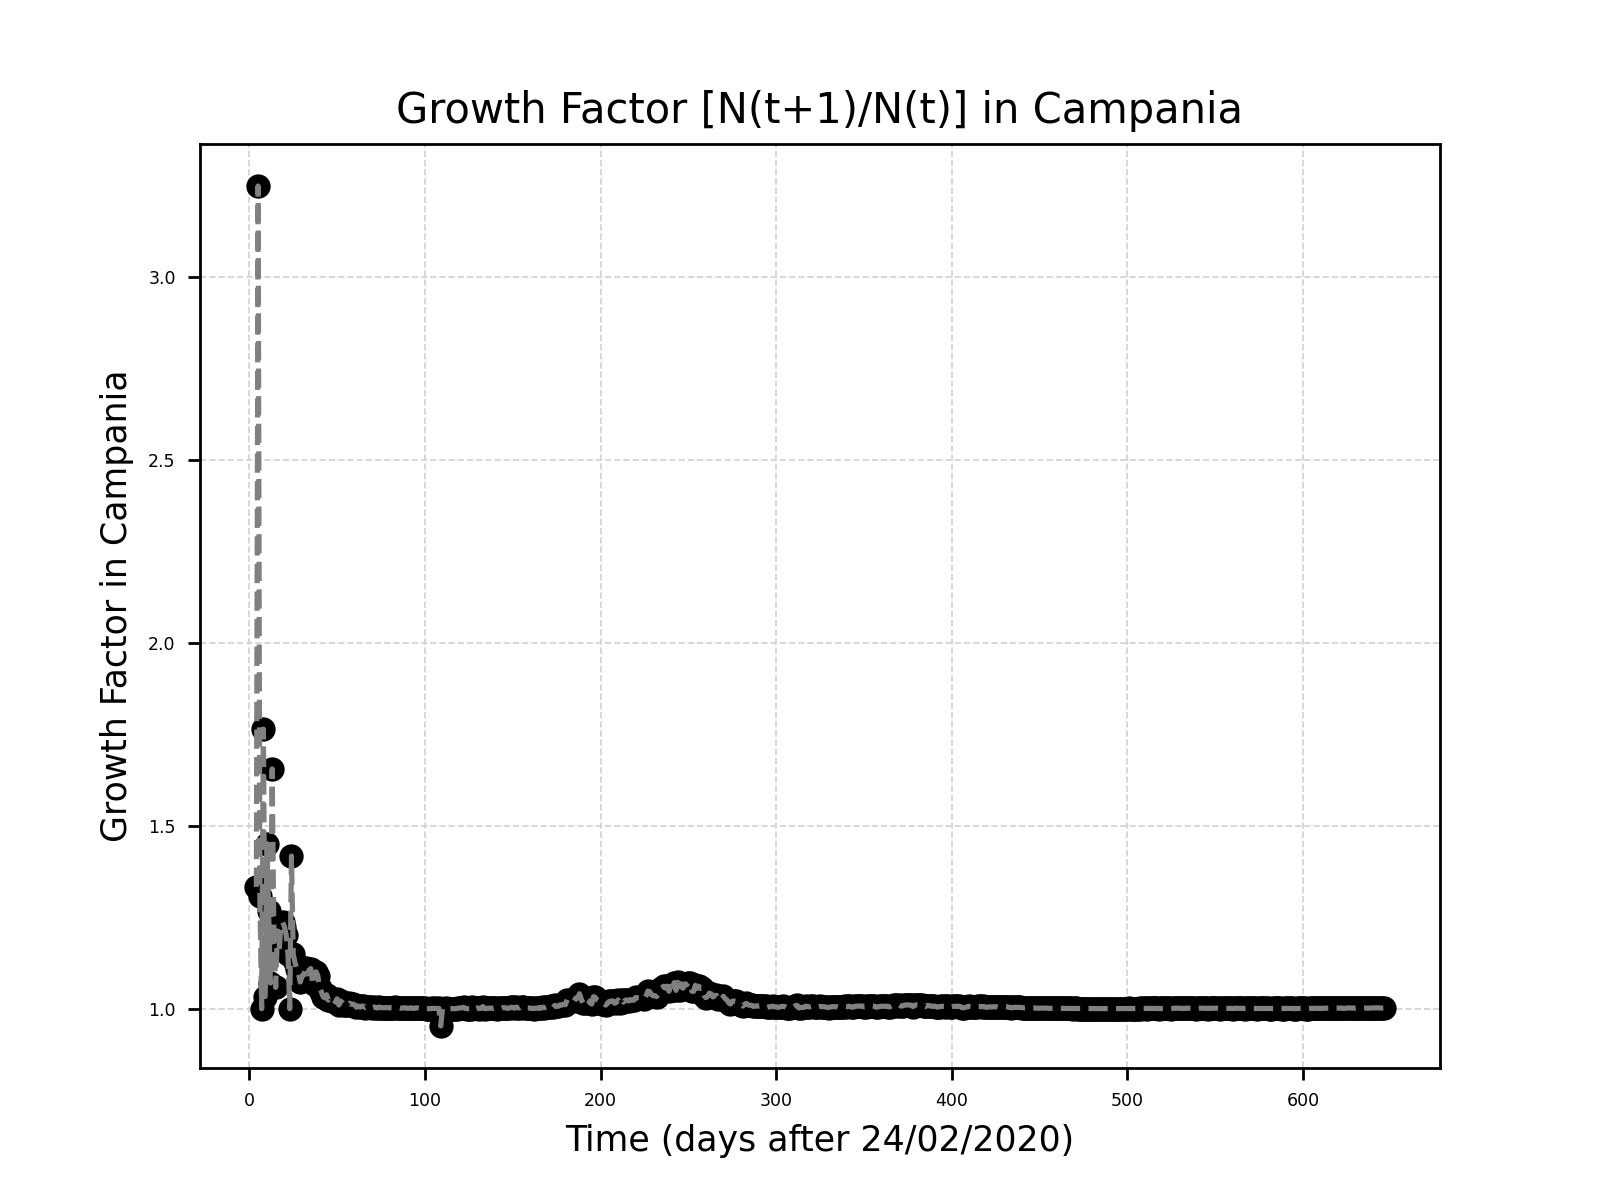 Growth Factor [N(t+1)/N(t)] in Campania
Growth Factor in Campania
3.0
2.5
2.0
1.5
1.0
0 100 200 300 400 500 600
Time (days after 24/02/2020)